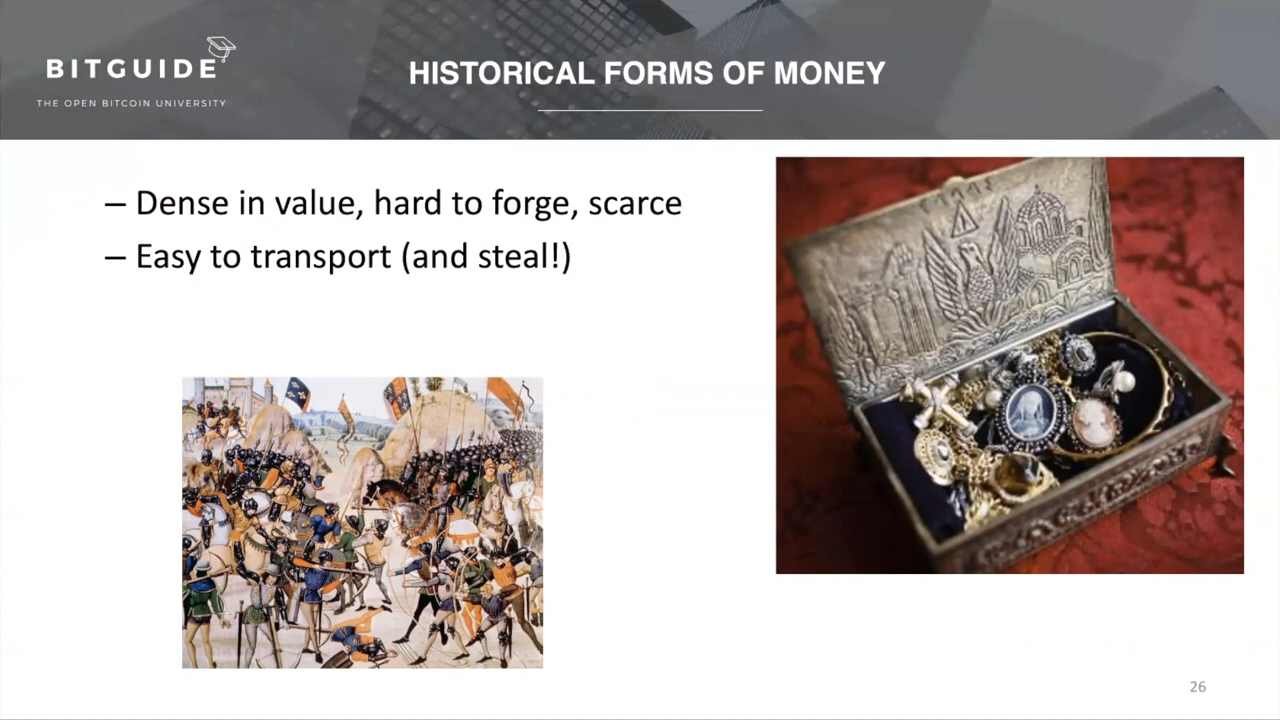 BITGUIDE
THE OPEN BITCOIN UNIVERSITY
HISTORICAL FORMS OF MONEY
– Dense in value, hard to forge, scarce
– Easy to transport (and steal!)
26